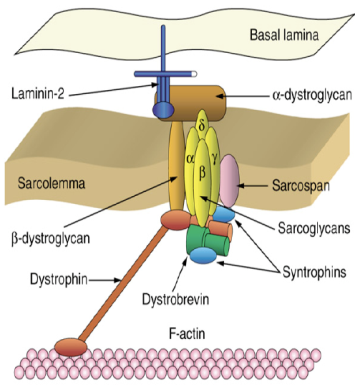 Basal lamina
Laminin-2
α-dystroglycan
δ
α
γ
β
Sarcolemma
Sarcospan
Sarcoglycans
β-dystroglycan
Syntrophins
Dystrophin
Dystrobrevin
F-actin